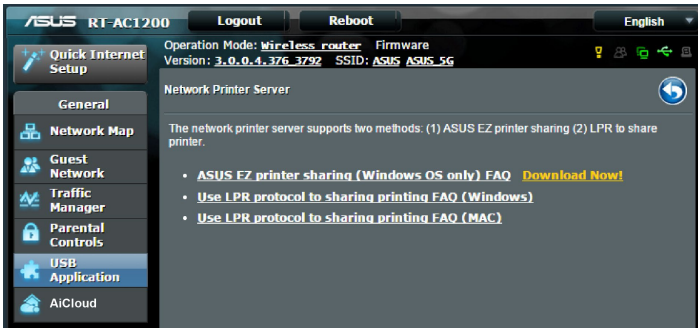 ASUS RT-AC1200 Logout Reboot English
Quick Internet
Setup
Operation Mode: Wireless router Firmware
Version: 3.0.0.4.376_3792 SSID: ASUS ASUS_5G
General
Network Map
Guest
Network
Traffic
Manager
Parental
Controls
USB
Application
AiCloud
Network Printer Server
The network printer server supports two methods: (1) ASUS EZ printer sharing (2) LPR to share
printer.
• ASUS EZ printer sharing (Windows OS only) FAQ Download Now!
• Use LPR protocol to sharing printing FAQ (Windows)
• Use LPR protocol to sharing printing FAQ (MAC)